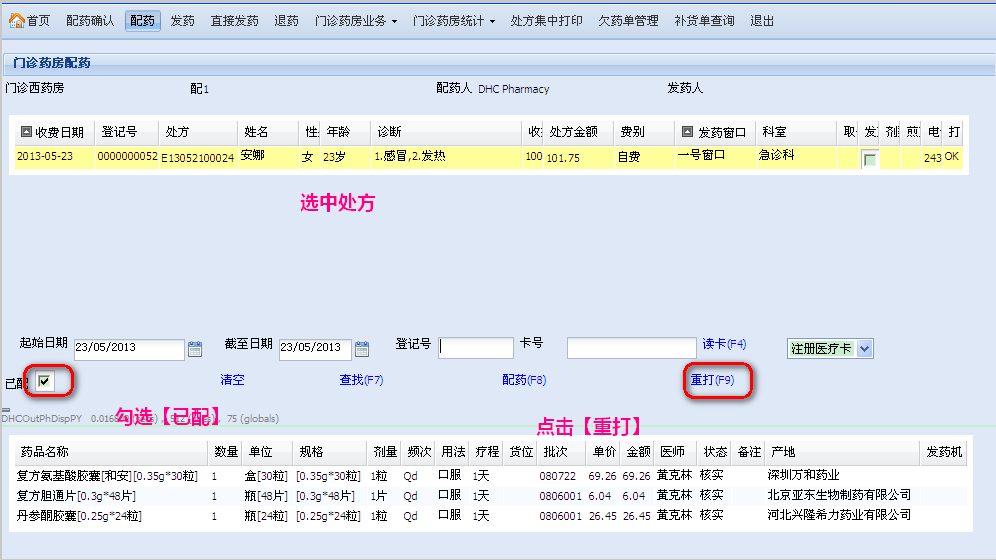 首页 配药确认 配药 发药 直接发药 退药 门诊药房业务 门诊药房统计 处方集中打印 欠药单管理 补货单查询 退出
门诊药房配药
门诊西药房 配1 配药人 DHC Pharmacy 发药人
收费日期 登记号 处方 姓名 性 年龄 诊断 收 处方金额 费别 发药窗口 科室 取 发 剂 煎 电 打
2013-05-23 0000000052 E13052100024 安娜 女 23岁 1.感冒,2.发热 100 101.75 自费 一号窗口 急诊科 243 OK
选中处方
起始日期 23/05/2013 截至日期 23/05/2013 登记号 卡号 读卡(F4) 注册医疗卡
已配 清空 查找(F7) 配药(F8) 重打(F9)
勾选【已配】
DHCOutPhDispPY 75 (globals)
点击【重打】
药品名称 数量 单位 规格 剂量 频次 用法 疗程 货位 批次 单价 金额 医师 状态 备注 产地 发药机
复方氨基酸胶囊[和安][0.35g*30粒] 1 盒[30粒] [0.35g*30粒] 1粒 Qd 口服 1天 080722 69.26 69.26 黄克林 核实 深圳万和药业
复方胆通片[0.3g*48片] 1 瓶[48片] [0.3g*48片] 1片 Qd 口服 1天 0806001 6.04 6.04 黄克林 核实 北京亚东生物制药有限公司
丹参酮胶囊[0.25g*24粒] 1 瓶[24粒] [0.25g*24粒] 1粒 Qd 口服 1天 0806001 26.45 26.45 黄克林 核实 河北兴隆希力药业有限公司